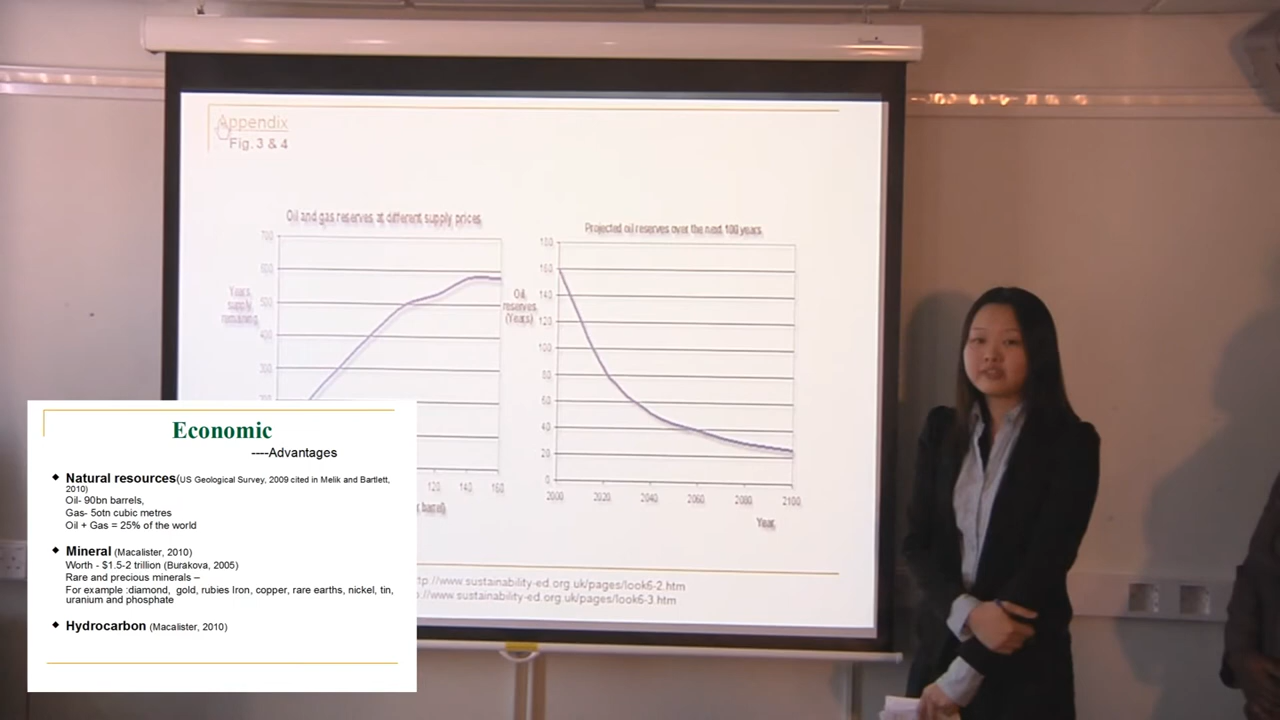 Appendix
Fig. 3 & 4
Oil and gas reserves at different supply prices
700
600
500
400
300
Years
supply
remaining
120 140 160
barrel)
Projected oil reserves over the next 100 years
180
160
140
120
100
80
60
40
20
0
Oil
reserves
(Years)
2000 2020 2040 2060 2080 2100
Year
http://www.sustainability-ed.org.uk/pages/look6-2.htm
http://www.sustainability-ed.org.uk/pages/look6-3.htm
Economic
----Advantages
◆ Natural resources(US Geological Survey, 2009 cited in Melik and Bartlett,
2010)
Oil- 90bn barrels,
Gas- 5otn cubic metres
Oil + Gas = 25% of the world
◆ Mineral (Macalister, 2010)
Worth - $1.5-2 trillion (Burakova, 2005)
Rare and precious minerals –
For example :diamond, gold, rubies Iron, copper, rare earths, nickel, tin,
uranium and phosphate
◆ Hydrocarbon (Macalister, 2010)